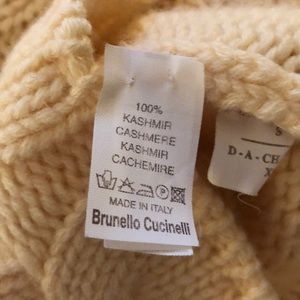 100%
KASHMIR
CASHMERE
KASHMIR
CACHEMIRE
MADE IN ITALY
Brunello Cucinelli
S
D-A-CH